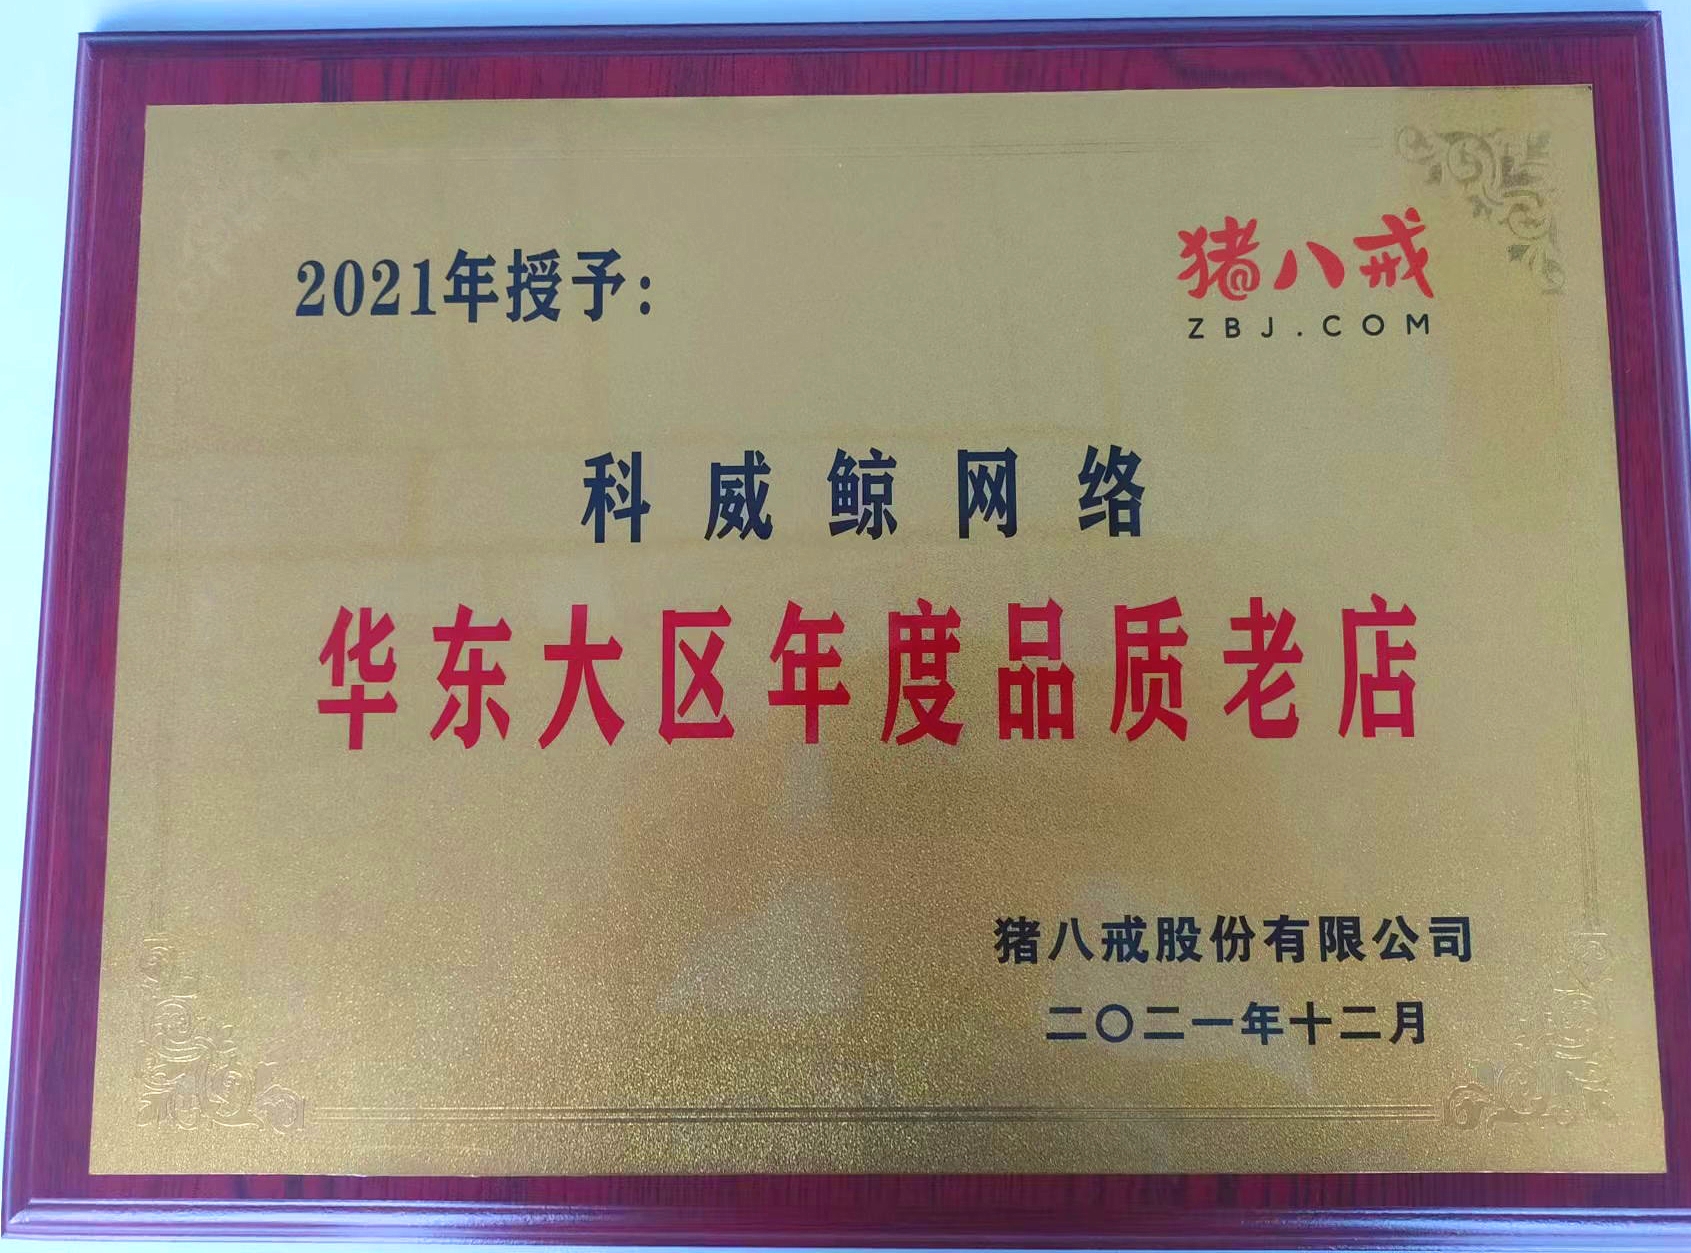 2021年授予：
猪八戒
ZBJ.COM
科威鲸网络
华东大区年度品质老店
猪八戒股份有限公司
二〇二一年十二月